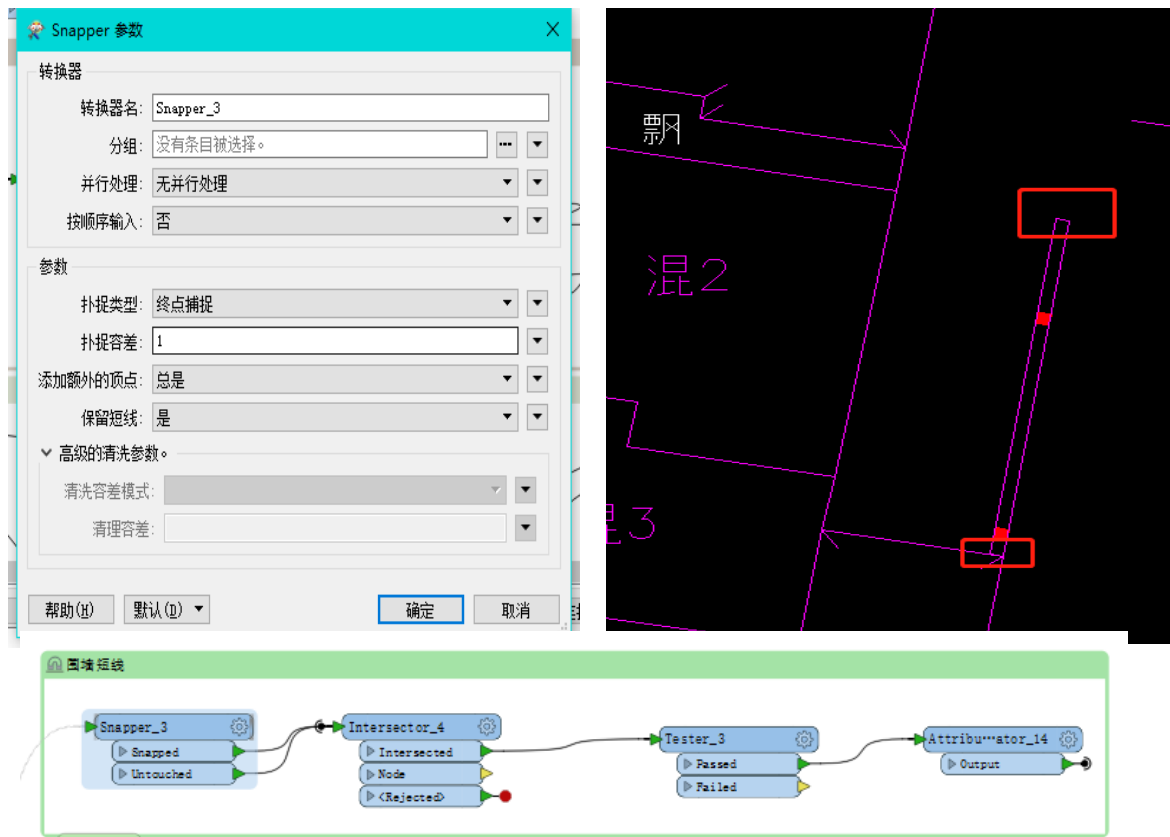 Snapper 参数
转换器
转换器名: Snapper_3
分组: 没有条目被选择。
并行处理: 无并行处理
按顺序输入: 否
参数
扑捉类型: 终点捕捉
扑捉容差: 1
添加额外的顶点: 总是
保留短线: 是
高级的清洗参数。
清洗容差模式:
清理容差:
帮助(H)
默认(D)
确定
取消
飘
混2
混3
围墙短线
Snapper_3
Snapped
Untouched
Intersector_4
Intersected
Node
<Rejected>
Tester_3
Passed
Failed
Attribu···ator_14
Output